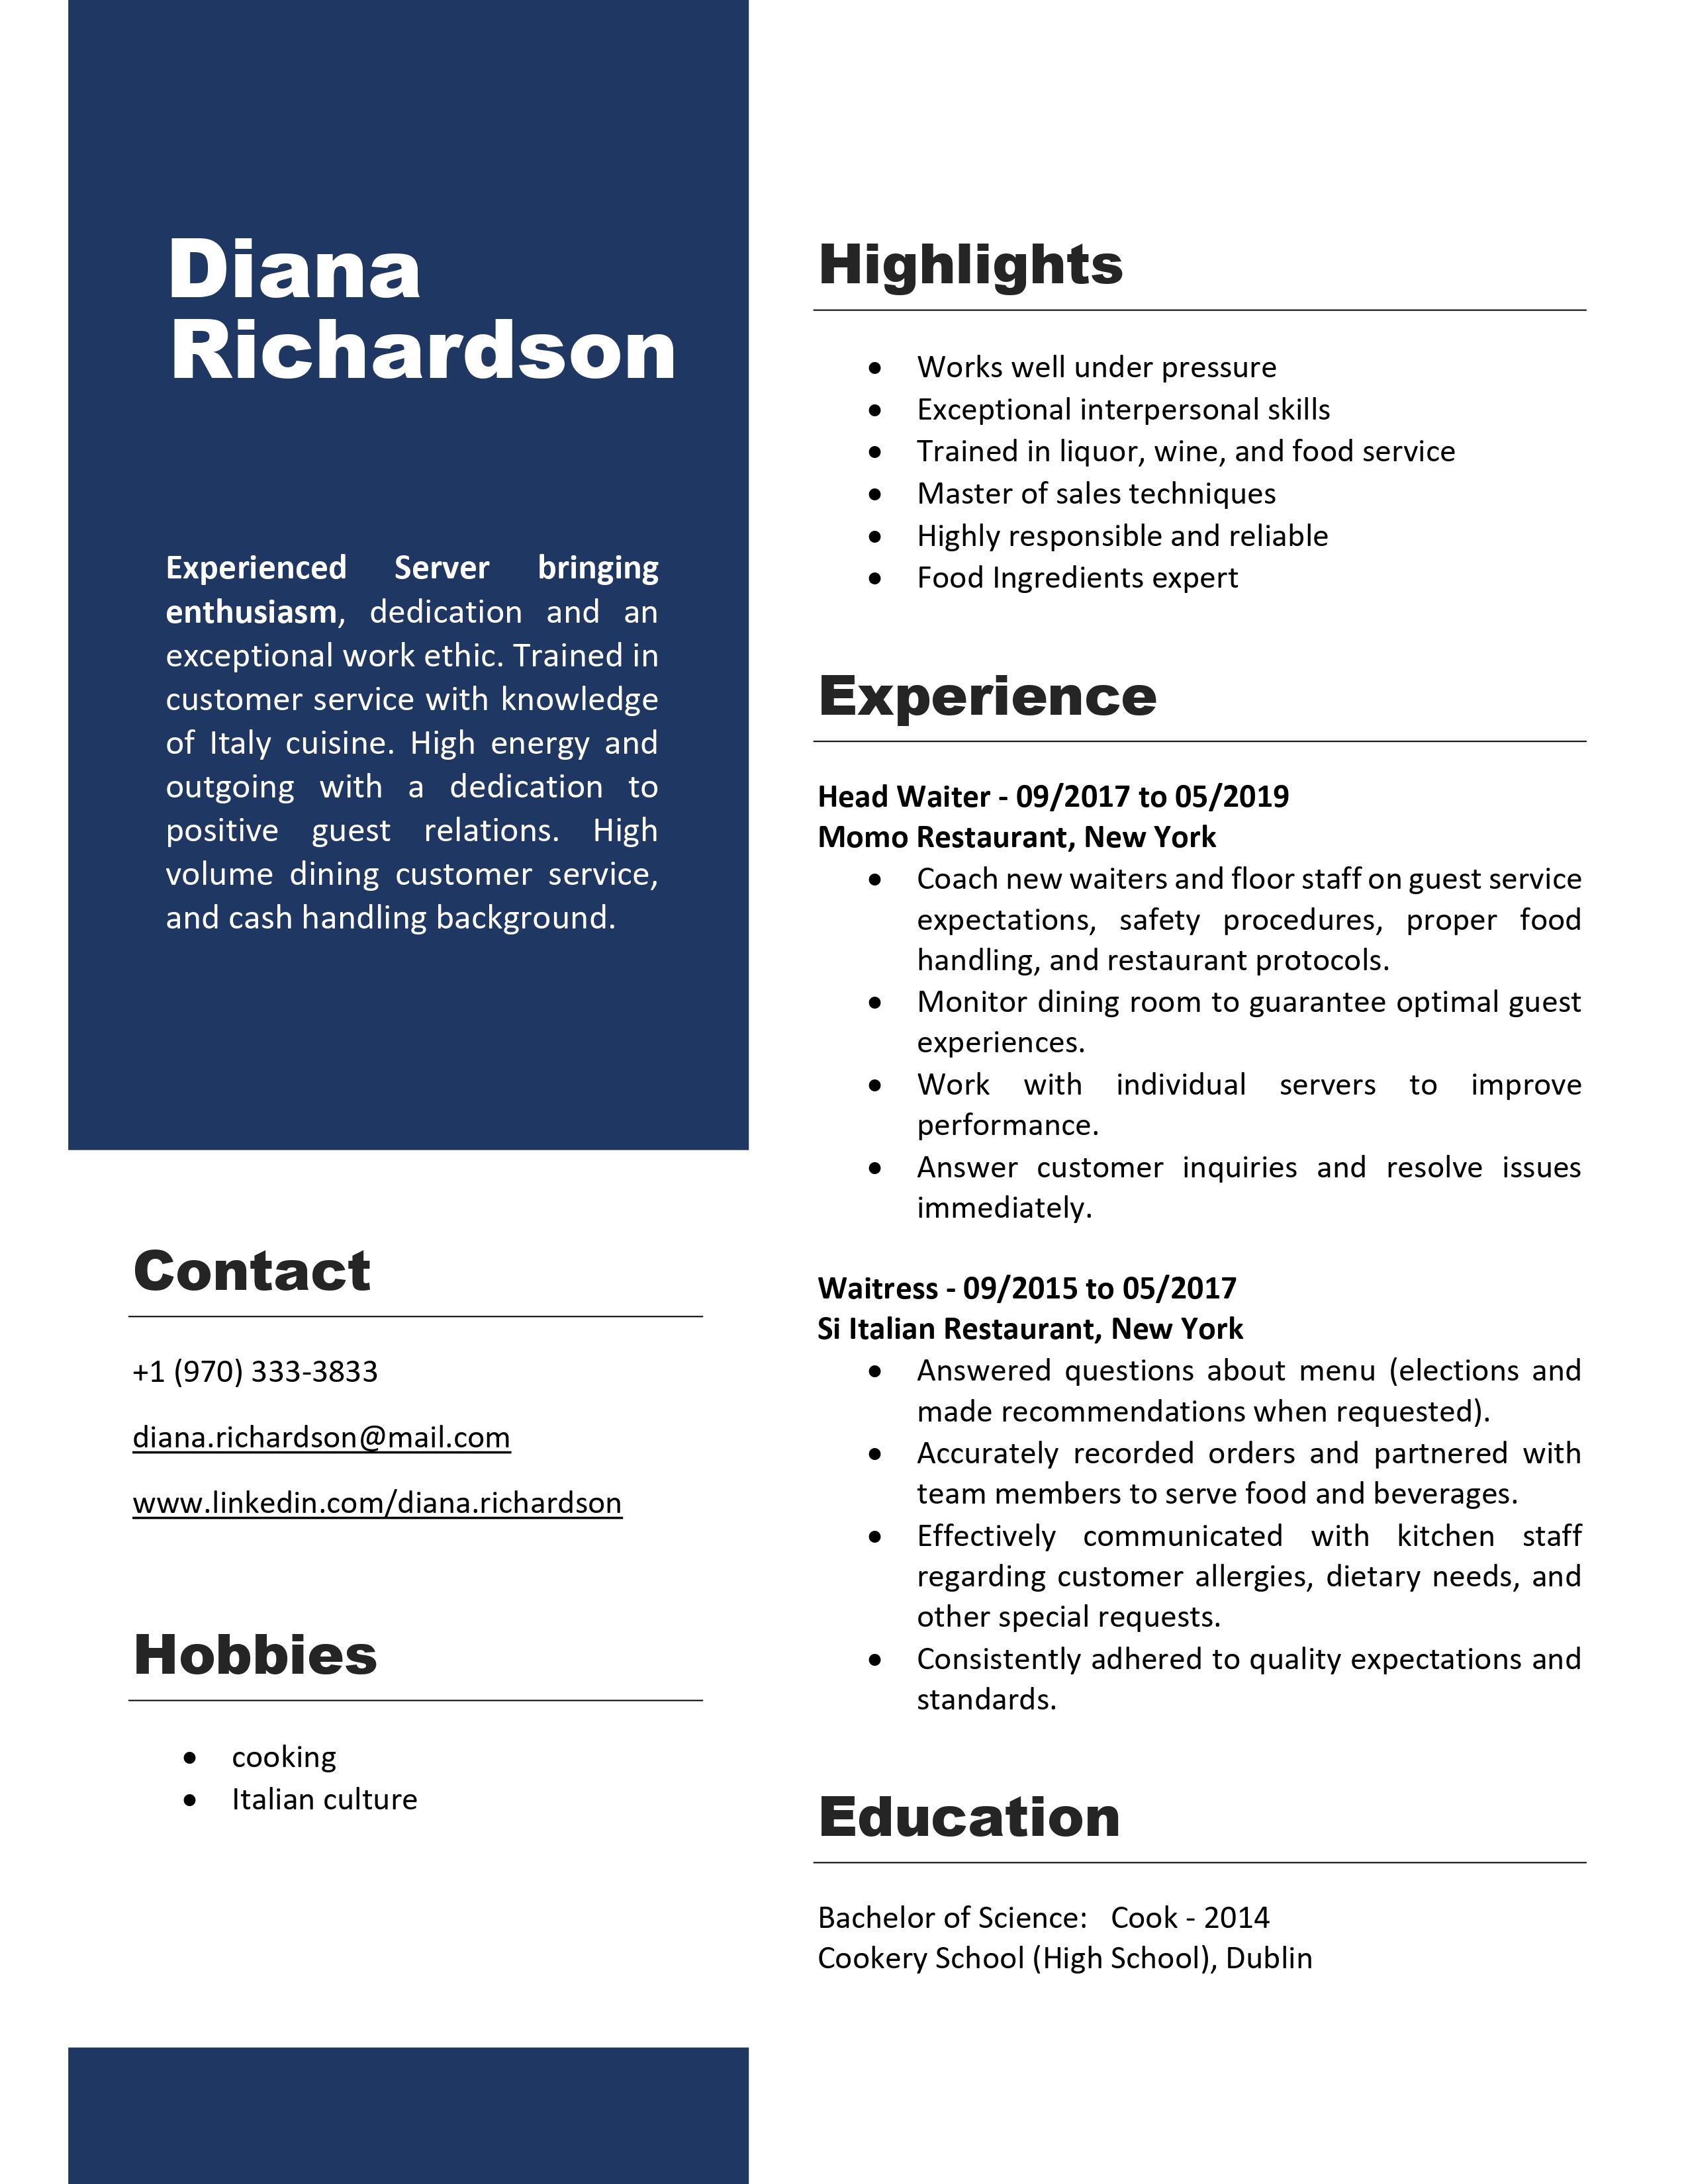 Diana
Richardson
Experienced Server bringing
enthusiasm, dedication and an
exceptional work ethic. Trained in
customer service with knowledge
of Italy cuisine. High energy and
outgoing with a dedication to
positive guest relations. High
volume dining customer service,
and cash handling background.
Contact
+1 (970) 333-3833
diana.richardson@mail.com
www.linkedin.com/diana.richardson
Hobbies
• cooking
• Italian culture
Highlights
• Works well under pressure
• Exceptional interpersonal skills
• Trained in liquor, wine, and food service
• Master of sales techniques
• Highly responsible and reliable
• Food Ingredients expert
Experience
Head Waiter - 09/2017 to 05/2019
Momo Restaurant, New York
• Coach new waiters and floor staff on guest service
expectations, safety procedures, proper food
handling, and restaurant protocols.
• Monitor dining room to guarantee optimal guest
experiences.
• Work with individual servers to improve
performance.
• Answer customer inquiries and resolve issues
immediately.
Waitress - 09/2015 to 05/2017
Si Italian Restaurant, New York
• Answered questions about menu (elections and
made recommendations when requested).
• Accurately recorded orders and partnered with
team members to serve food and beverages.
• Effectively communicated with kitchen staff
regarding customer allergies, dietary needs, and
other special requests.
• Consistently adhered to quality expectations and
standards.
Education
Bachelor of Science: Cook - 2014
Cookery School (High School), Dublin